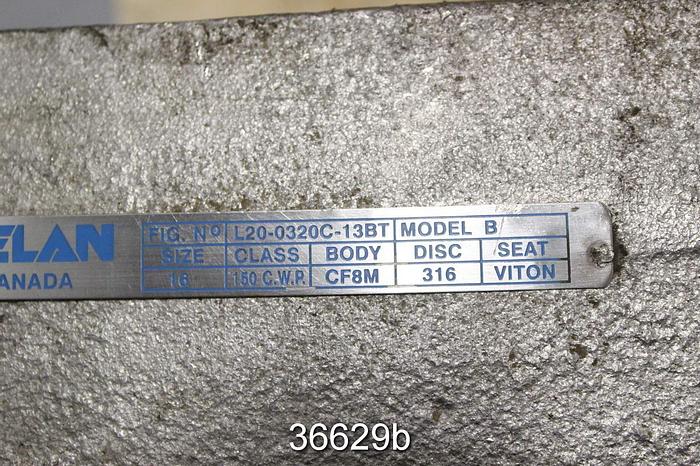 ELAN
ANADA
FIG. Nº L20-0320C-13BT MODEL B
SIZE CLASS BODY DISC SEAT
16 150 C.W.P. CF8M 316 VITON
36629b